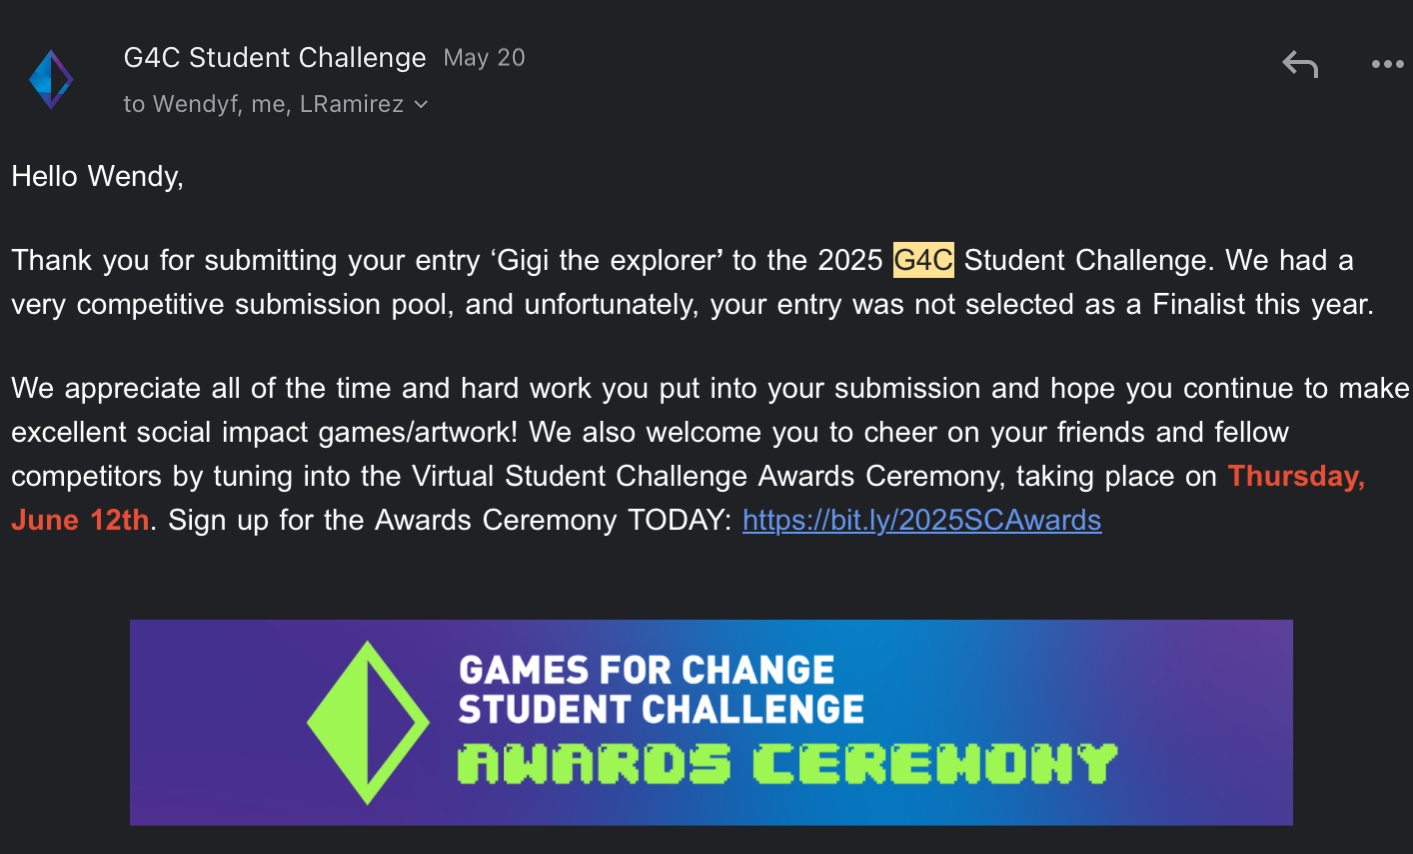 G4C Student Challenge May 20
to Wendyf, me, LRamirez
Hello Wendy,
Thank you for submitting your entry ‘Gigi the explorer’ to the 2025 G4C Student Challenge. We had a
very competitive submission pool, and unfortunately, your entry was not selected as a Finalist this year.
We appreciate all of the time and hard work you put into your submission and hope you continue to make
excellent social impact games/artwork! We also welcome you to cheer on your friends and fellow
competitors by tuning into the Virtual Student Challenge Awards Ceremony, taking place on Thursday,
June 12th. Sign up for the Awards Ceremony TODAY: https://bit.ly/2025SCAwards
GAMES FOR CHANGE
STUDENT CHALLENGE
AWARDS CEREMONY